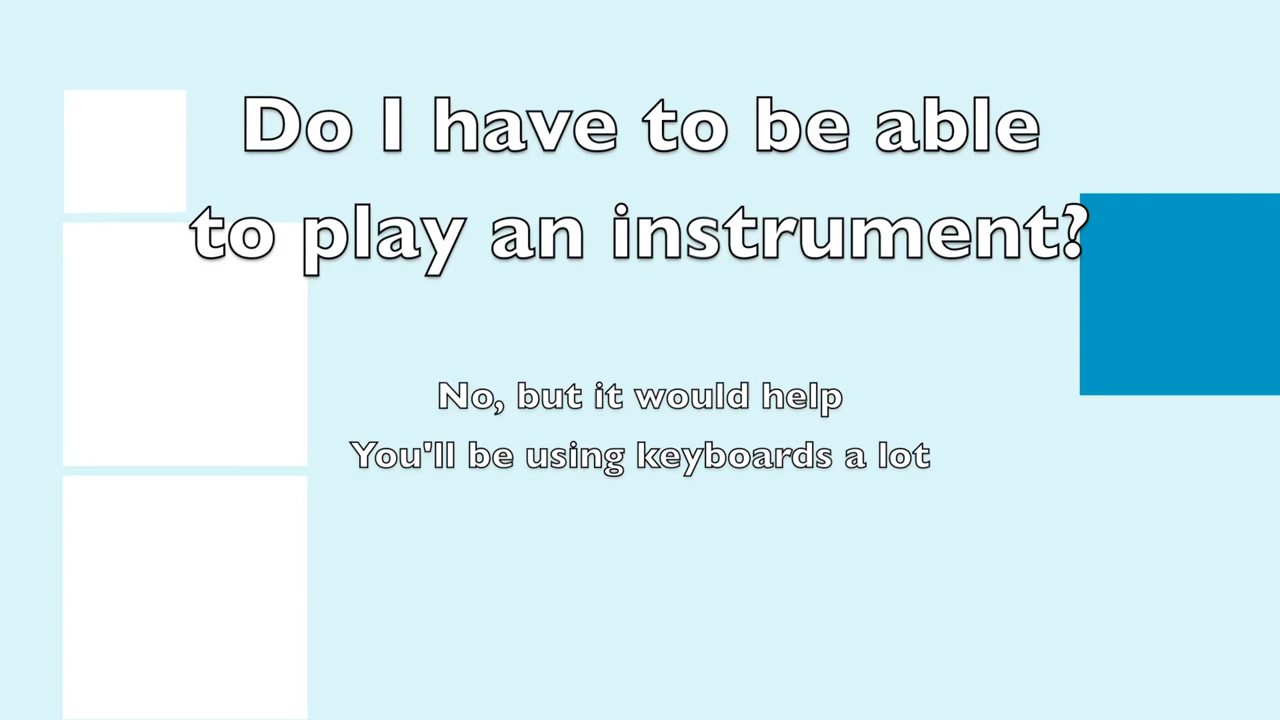 Do I have to be able
to play an instrument?
No, but it would help
You'll be using keyboards a lot